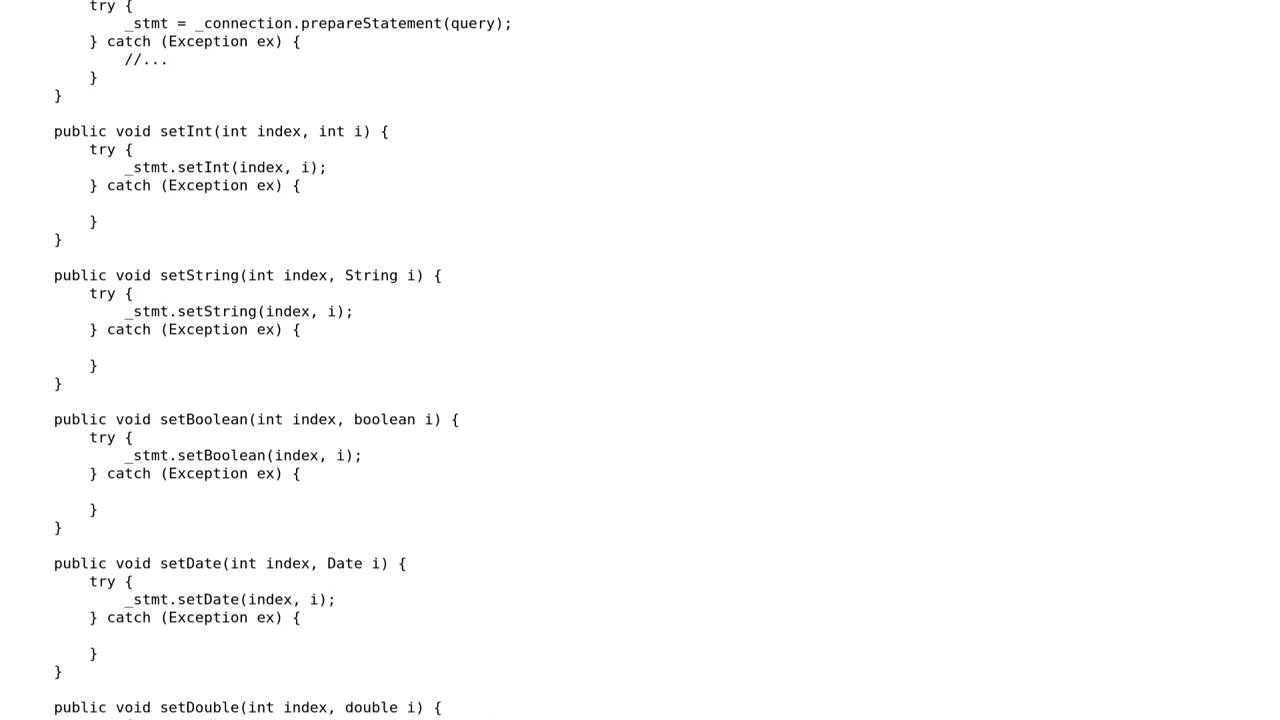 try {
_stmt = _connection.prepareStatement(query);
} catch (Exception ex) {
//...
}
}
public void setInt(int index, int i) {
try {
_stmt.setInt(index, i);
} catch (Exception ex) {
}
}
public void setString(int index, String i) {
try {
_stmt.setString(index, i);
} catch (Exception ex) {
}
}
public void setBoolean(int index, boolean i) {
try {
_stmt.setBoolean(index, i);
} catch (Exception ex) {
}
}
public void setDate(int index, Date i) {
try {
_stmt.setDate(index, i);
} catch (Exception ex) {
}
}
public void setDouble(int index, double i) {